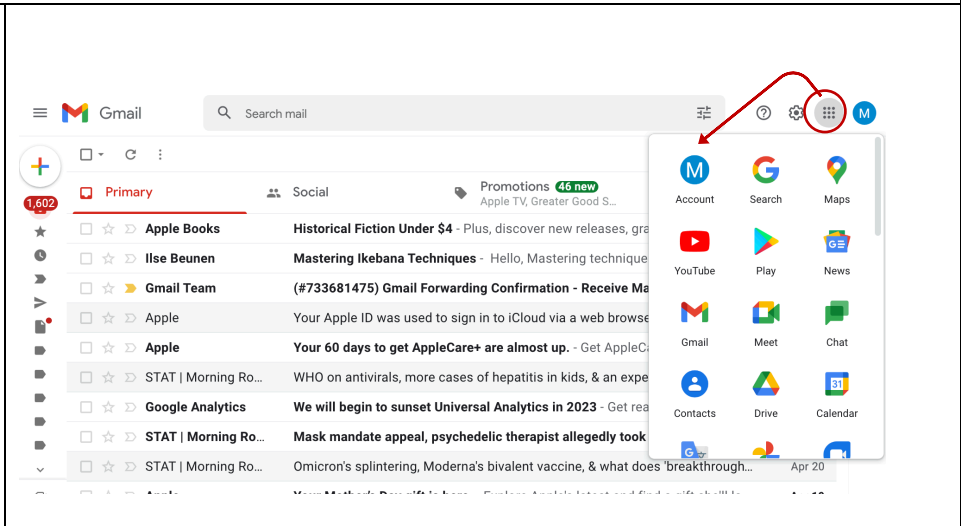 Gmail
Search mail
M
Primary
Social
Promotions 46 new
Apple TV, Greater Good S...
1,602
Apple Books Historical Fiction Under $4 - Plus, discover new releases, gra
Ilse Beunen Mastering Ikebana Techniques - Hello, Mastering technique
Gmail Team (#733681475) Gmail Forwarding Confirmation - Receive Ma
Apple Your Apple ID was used to sign in to iCloud via a web browse
Apple Your 60 days to get AppleCare+ are almost up. - Get AppleC
STAT | Morning Ro... WHO on antivirals, more cases of hepatitis in kids, & an expe
Google Analytics We will begin to sunset Universal Analytics in 2023 - Get rea
STAT | Morning Ro... Mask mandate appeal, psychedelic therapist allegedly took
STAT | Morning Ro... Omicron's splintering, Moderna's bivalent vaccine, & what does 'breakthrough... Apr 20
M
Account
Search
Maps
YouTube
Play
GE
News
Gmail
Meet
Chat
Contacts
Drive
31
Calendar